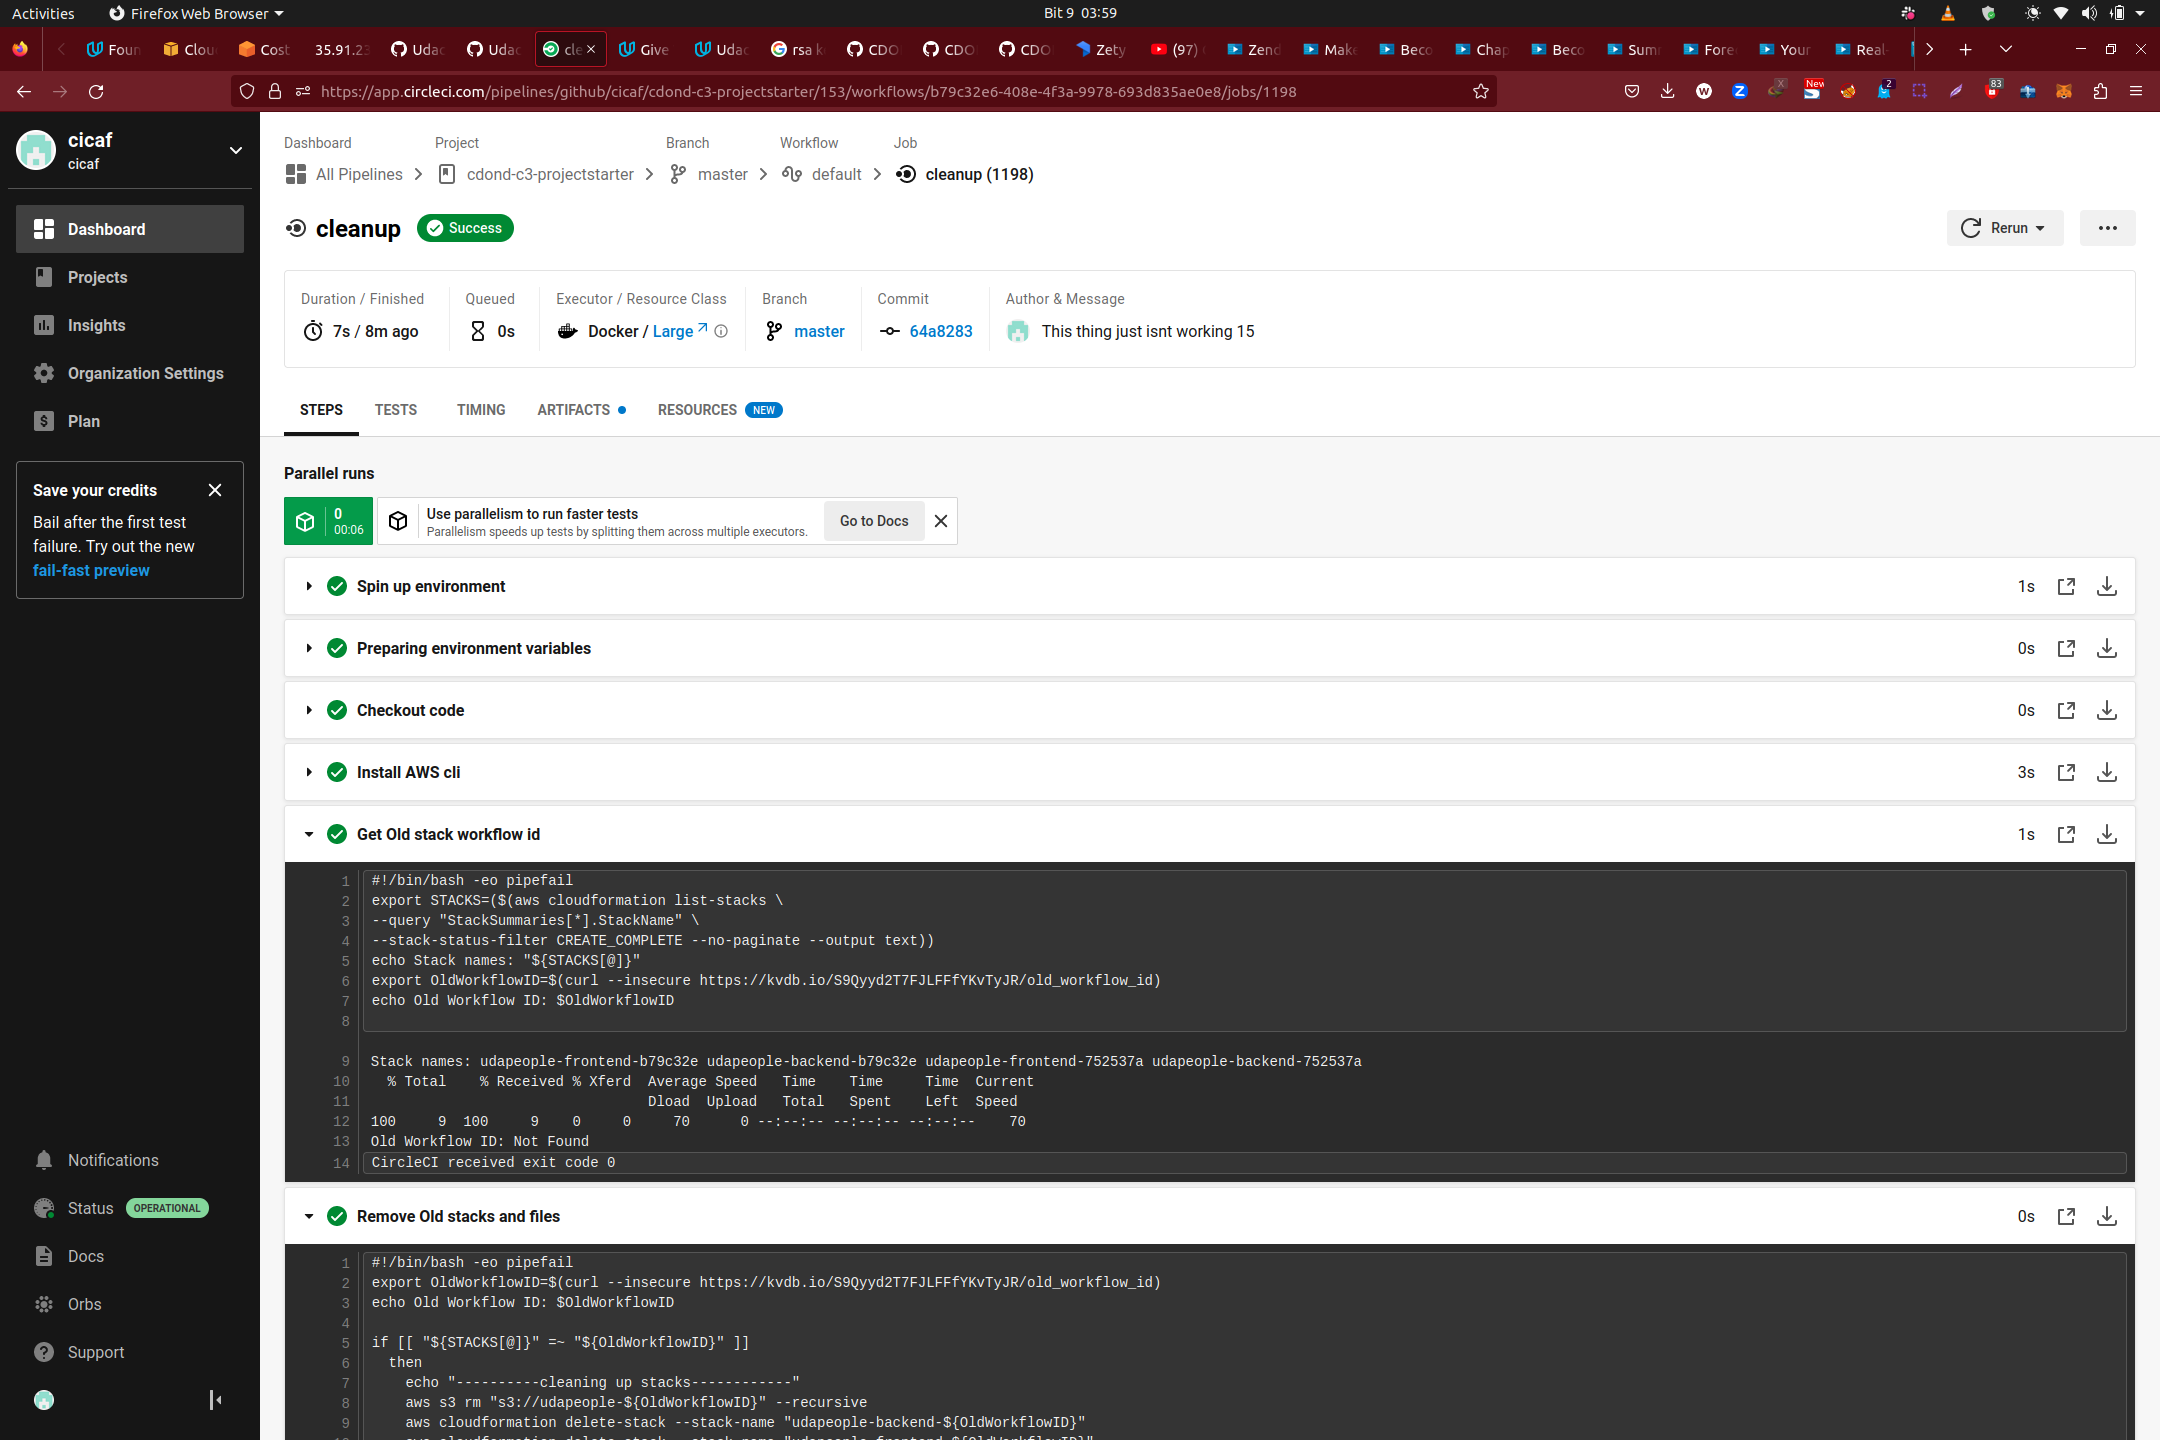 Activities
Firefox Web Browser
Bit 9 03:59
Foun
Clou
Cost
35.91.23
Udac
Udac
cle
Give
Udac
rsa k
CDO
CDO
CDO
Zety
(97)
Zend
Make
Beco
Chap
Beco
Sum
Fore
Your
Real-
https://app.circleci.com/pipelines/github/cicaf/cdond-c3-projectstarter/153/workflows/b79c32e6-408e-4f3a-9978-693d835ae0e8/jobs/1198
New
2
83
cicaf
cicaf
Dashboard
Projects
Insights
Organization Settings
Plan
Save your credits
Bail after the first test
failure. Try out the new
fail-fast preview
Notifications
Status OPERATIONAL
Docs
Orbs
Support
Dashboard Project Branch Workflow Job
All Pipelines cdond-c3-projectstarter master default cleanup (1198)
cleanup Success
Rerun
Duration / Finished Queued Executor / Resource Class Branch Commit Author & Message
7s / 8m ago 0s Docker / Large master 64a8283 This thing just isnt working 15
STEPS TESTS TIMING ARTIFACTS RESOURCES NEW
Parallel runs
0
00:06
Use parallelism to run faster tests
Parallelism speeds up tests by splitting them across multiple executors.
Go to Docs
Spin up environment 1s
Preparing environment variables 0s
Checkout code 0s
Install AWS cli 3s
Get Old stack workflow id 1s
1 #!/bin/bash -eo pipefail
2 export STACKS=($(aws cloudformation list-stacks \
3 --query "StackSummaries[*].StackName" \
4 --stack-status-filter CREATE_COMPLETE --no-paginate --output text))
5 echo Stack names: "${STACKS[@]}"
6 export OldWorkflowID=$(curl --insecure https://kvdb.io/S9Qyyd2T7FJLFFfYKvTyJR/old_workflow_id)
7 echo Old Workflow ID: $OldWorkflowID
8
9 Stack names: udapeople-frontend-b79c32e udapeople-backend-b79c32e udapeople-frontend-752537a udapeople-backend-752537a
10 % Total % Received % Xferd Average Speed Time Time Time Current
11 Dload Upload Total Spent Left Speed
12 100 9 100 9 0 0 70 0 --:--:-- --:--:-- --:--:-- 70
13 Old Workflow ID: Not Found
14 CircleCI received exit code 0
Remove Old stacks and files 0s
1 #!/bin/bash -eo pipefail
2 export OldWorkflowID=$(curl --insecure https://kvdb.io/S9Qyyd2T7FJLFFfYKvTyJR/old_workflow_id)
3 echo Old Workflow ID: $OldWorkflowID
4
5 if [[ "${STACKS[@]}" =~ "${OldWorkflowID}" ]]
6 then
7 echo "----------cleaning up stacks------------"
8 aws s3 rm "s3://udapeople-${OldWorkflowID}" --recursive
9 aws cloudformation delete-stack --stack-name "udapeople-backend-${OldWorkflowID}"